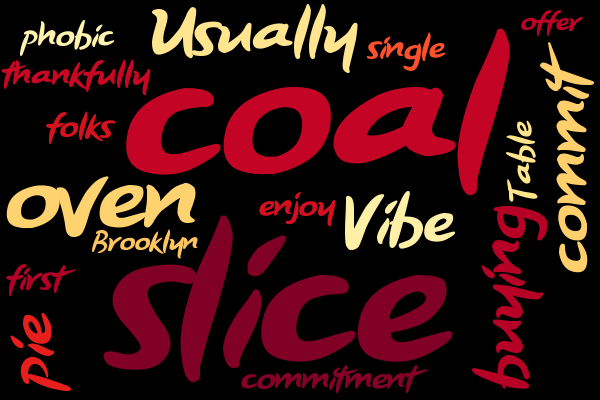 phobic
Usually
single
offer
thankfully
coal
commit
folks
Table
oven
enjoy
Vibe
Brooklyn
buying
first
slice
pie
commitment